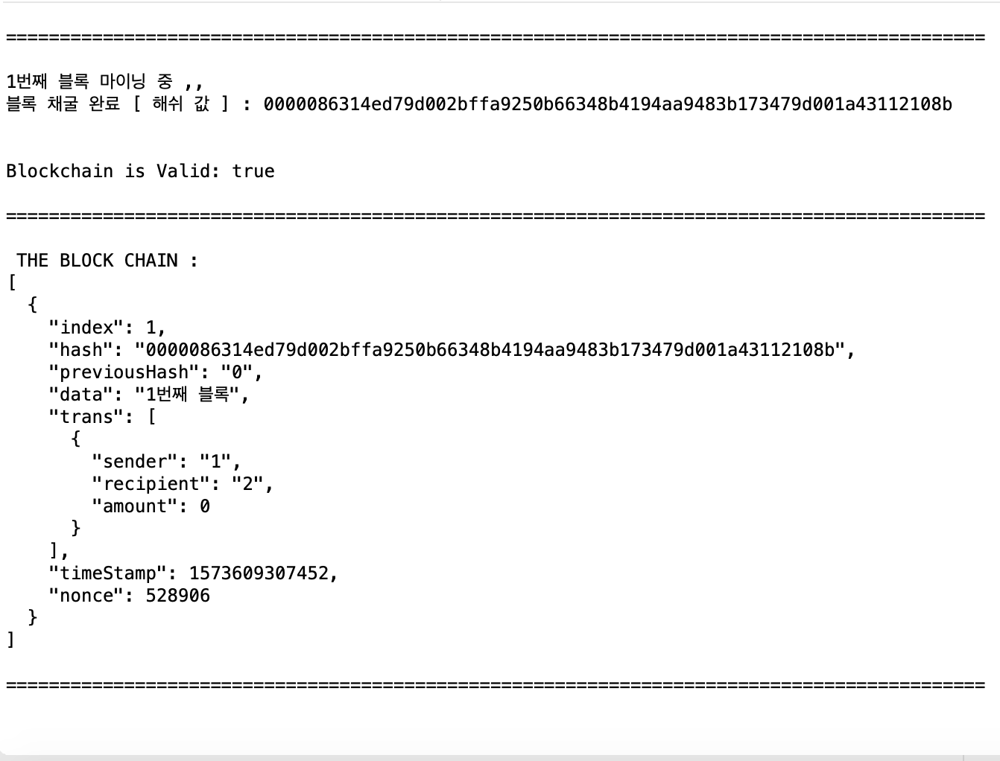 ===========================================================================================
1번째 블록 마이닝 중 ,,
블록 채굴 완료 [ 해쉬 값 ] : 0000086314ed79d002bffa9250b66348b4194aa9483b173479d001a43112108b
Blockchain is Valid: true
===========================================================================================
THE BLOCK CHAIN :
[
{
"index": 1,
"hash": "0000086314ed79d002bffa9250b66348b4194aa9483b173479d001a43112108b",
"previousHash": "0",
"data": "1번째 블록",
"trans": [
{
"sender": "1",
"recipient": "2",
"amount": 0
}
],
"timeStamp": 1573609307452,
"nonce": 528906
}
]
===========================================================================================